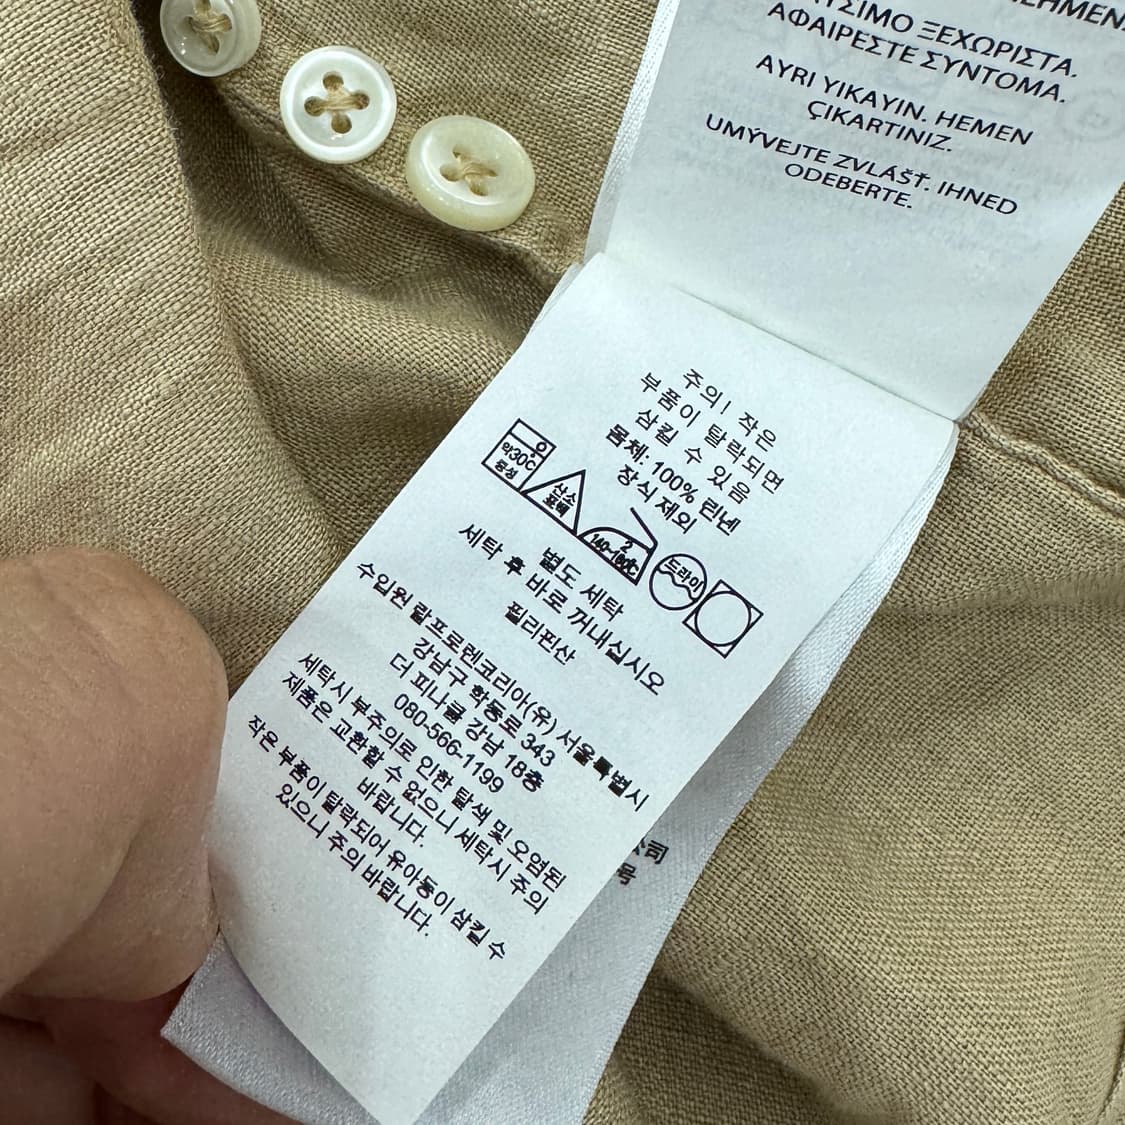 ΞΕΧΩΡΙΣΤΑ.
ΑΦΑΙΡΕΣΤΕ ΣΥΝΤΟΜΑ.
AYRI YIKAYIN. HEMEN
ÇIKARTINIZ.
UMÝVEJTE ZVLÁŠŤ. IHNED
ODEBERTE.
주의! 작은
부품이 탈락되면
삼킬 수 있음
몸체: 100% 린넨
장식 제외
약30℃
중성
산소
표백
2
140-160℃
드라이
별도 세탁
세탁 후 바로 꺼내십시오
필리핀산
수입원 랄프로렌코리아(유) 서울특별시
강남구 학동로 343
더 피나클 강남 18층
080-566-1199
세탁시 부주의로 인한 탈색 및 오염된
제품은 교환할 수 없으니 세탁시 주의
바랍니다.
작은 부품이 탈락되어 유아동이 삼킬 수
있으니 주의 바랍니다.
公司
号